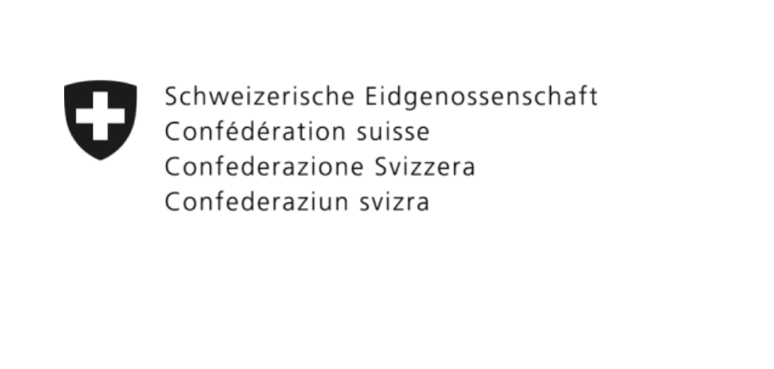 Schweizerische Eidgenossenschaft
Confédération suisse
Confederazione Svizzera
Confederaziun svizra